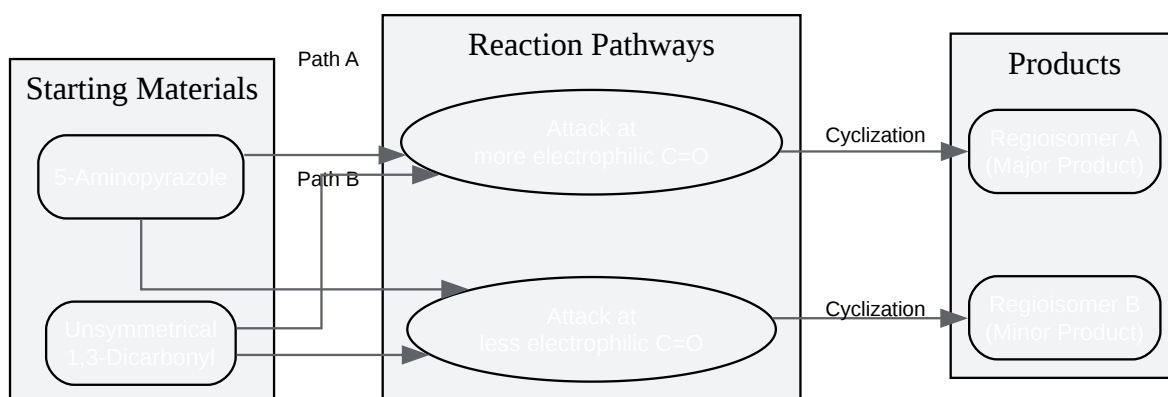 Starting Materials
5-Aminopyrazole
Unsymmetrical
1,3-Dicarbonyl
Path A
Path B
Reaction Pathways
Attack at
more electrophilic C=O
Attack at
less electrophilic C=O
Cyclization
Cyclization
Products
Regioisomer A
(Major Product)
Regioisomer B
(Minor Product)